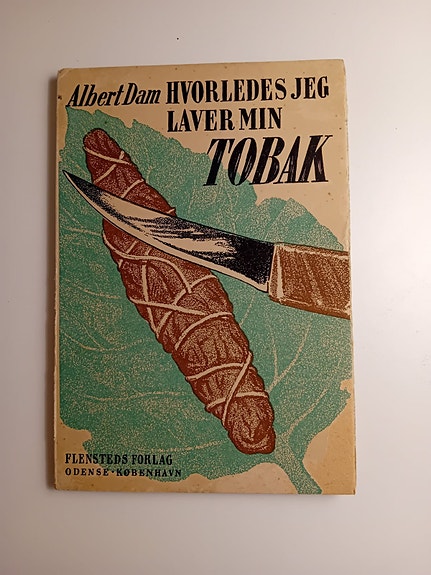 Albert Dam HVORLEDES JEG
LAVER MIN
TOBAK
FLENSTEDS FORLAG
ODENSE · KØBENHAVN